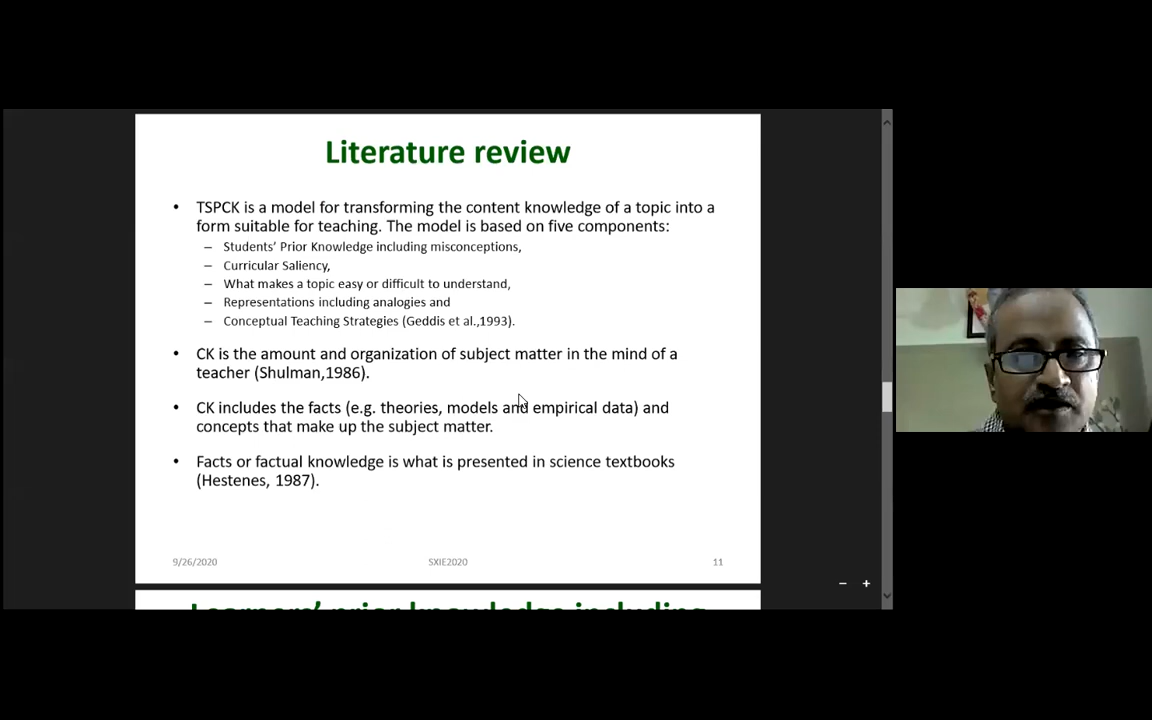 Literature review
• TSPCK is a model for transforming the content knowledge of a topic into a
form suitable for teaching. The model is based on five components:
– Students’ Prior Knowledge including misconceptions,
– Curricular Saliency,
– What makes a topic easy or difficult to understand,
– Representations including analogies and
– Conceptual Teaching Strategies (Geddis et al.,1993).
• CK is the amount and organization of subject matter in the mind of a
teacher (Shulman,1986).
• CK includes the facts (e.g. theories, models and empirical data) and
concepts that make up the subject matter.
• Facts or factual knowledge is what is presented in science textbooks
(Hestenes, 1987).
9/26/2020 SXIE2020 11
Learners’ prior knowledge including